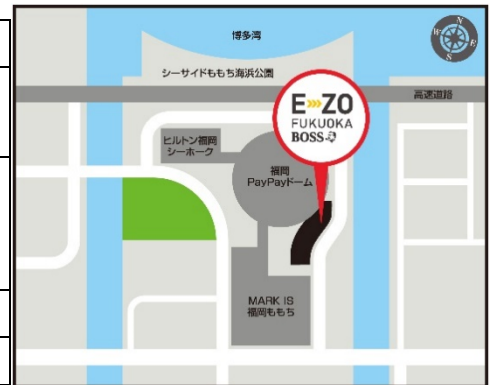 博多湾
N
W
E
S
シーサイドももち海浜公園
高速道路
E»›ZO
FUKUOKA
BOSS
ヒルトン福岡
シーホーク
福岡
PayPayドーム
MARK IS
福岡ももち